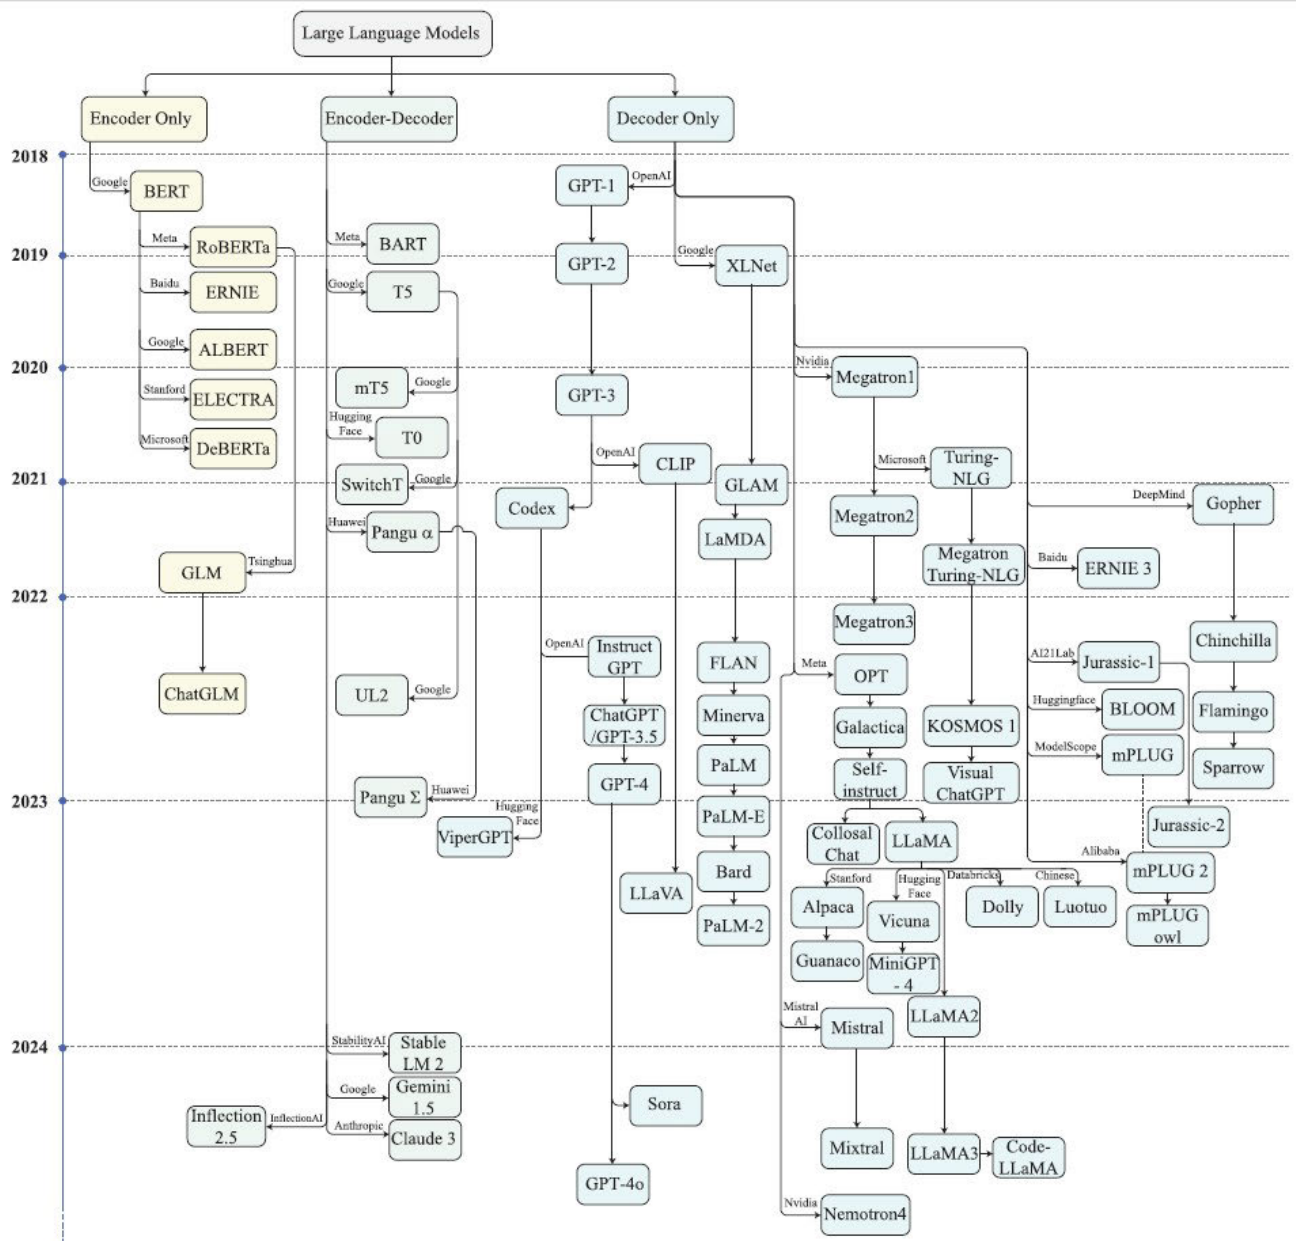 Large Language Models
Encoder Only
Encoder-Decoder
Decoder Only
2018
Google
BERT
GPT-1
OpenAI
Meta
RoBERTa
Meta
BART
2019
GPT-2
Google
XLNet
Baidu
ERNIE
Google
T5
Google
ALBERT
2020
Nvidia
Megatron1
Stanford
ELECTRA
mT5
Google
GPT-3
Microsoft
DeBERTa
Hugging
Face
T0
OpenAI
CLIP
Microsoft
Turing-
NLG
2021
SwitchT
Google
GLAM
Codex
Megatron2
DeepMind
Gopher
Huawei
Pangu α
LaMDA
Megatron
Turing-NLG
Baidu
ERNIE 3
GLM
Tsinghua
2022
Megatron3
OpenAI
Instruct
GPT
FLAN
Meta
OPT
AI21Lab
Jurassic-1
Chinchilla
ChatGLM
UL2
Google
ChatGPT
/GPT-3.5
Minerva
Galactica
KOSMOS 1
Huggingface
BLOOM
Flamingo
GPT-4
PaLM
Self-
instruct
Visual
ChatGPT
ModelScope
mPLUG
Sparrow
2023
Pangu Σ
Huawei
Hugging
Face
ViperGPT
PaLM-E
Collosal
Chat
LLaMA
Jurassic-2
LLaVA
Bard
Stanford
Hugging
Face
Databricks
Chinese
Alibaba
mPLUG 2
Alpaca
Vicuna
Dolly
Luotuo
PaLM-2
mPLUG
owl
Guanaco
MiniGPT
- 4
Mistral
AI
Mistral
LLaMA2
2024
StabilityAI
Stable
LM 2
Google
Gemini
1.5
Sora
Inflection
2.5
InflectionAI
Anthropic
Claude 3
Mixtral
LLaMA3
Code-
LLaMA
GPT-4o
Nvidia
Nemotron4